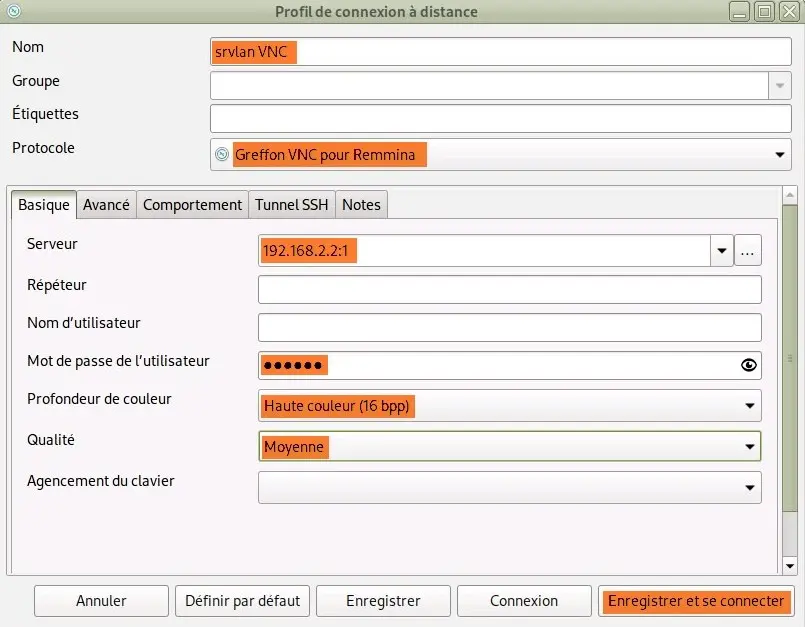 Profil de connexion à distance
Nom srvlan VNC
Groupe
Étiquettes
Protocole Greffon VNC pour Remmina
Basique Avancé Comportement Tunnel SSH Notes
Serveur 192.168.2.2:1 ...
Répéteur
Nom d’utilisateur
Mot de passe de l’utilisateur ●●●●●●
Profondeur de couleur Haute couleur (16 bpp)
Qualité Moyenne
Agencement du clavier
Annuler Définir par défaut Enregistrer Connexion Enregistrer et se connecter